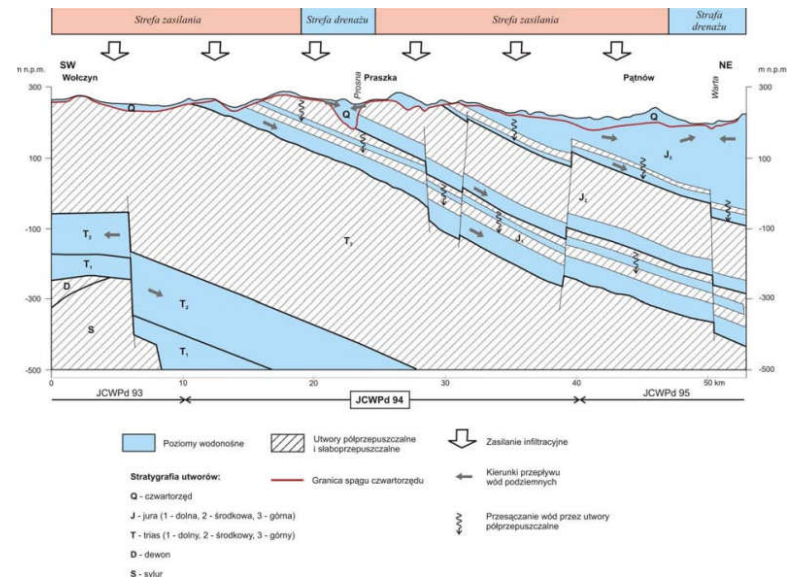 Strefa zasilania
Strefa drenażu
Strefa zasilania
Strafa
drenażu
SW
NE
m n.p.m.
Wołczyn
Prosna
Praszka
Pątnów
Warta
m n.p.m.
300
300
Q
Q
Q
100
100
J₃
J₂
-100
-100
T₂
T₃
J₁
T₁
D
-300
-300
T₂
S
T₁
-500
-500
0
10
20
30
40
50 km
JCWPd 93
JCWPd 94
JCWPd 95
Poziomy wodonośne
Utwory półprzepuszczalne
i słaboprzepuszczalne
Zasilanie infiltracyjne
Stratygrafia utworów:
Granica spągu czwartorzędu
Kierunki przepływu
wód podziemnych
Q - czwartorzęd
J - jura (1 - dolna, 2 - środkowa, 3 - górna)
Przesączanie wód przez utwory
półprzepuszczalne
T - trias (1 - dolny, 2 - środkowy, 3 - górny)
D - dewon
S - sylur